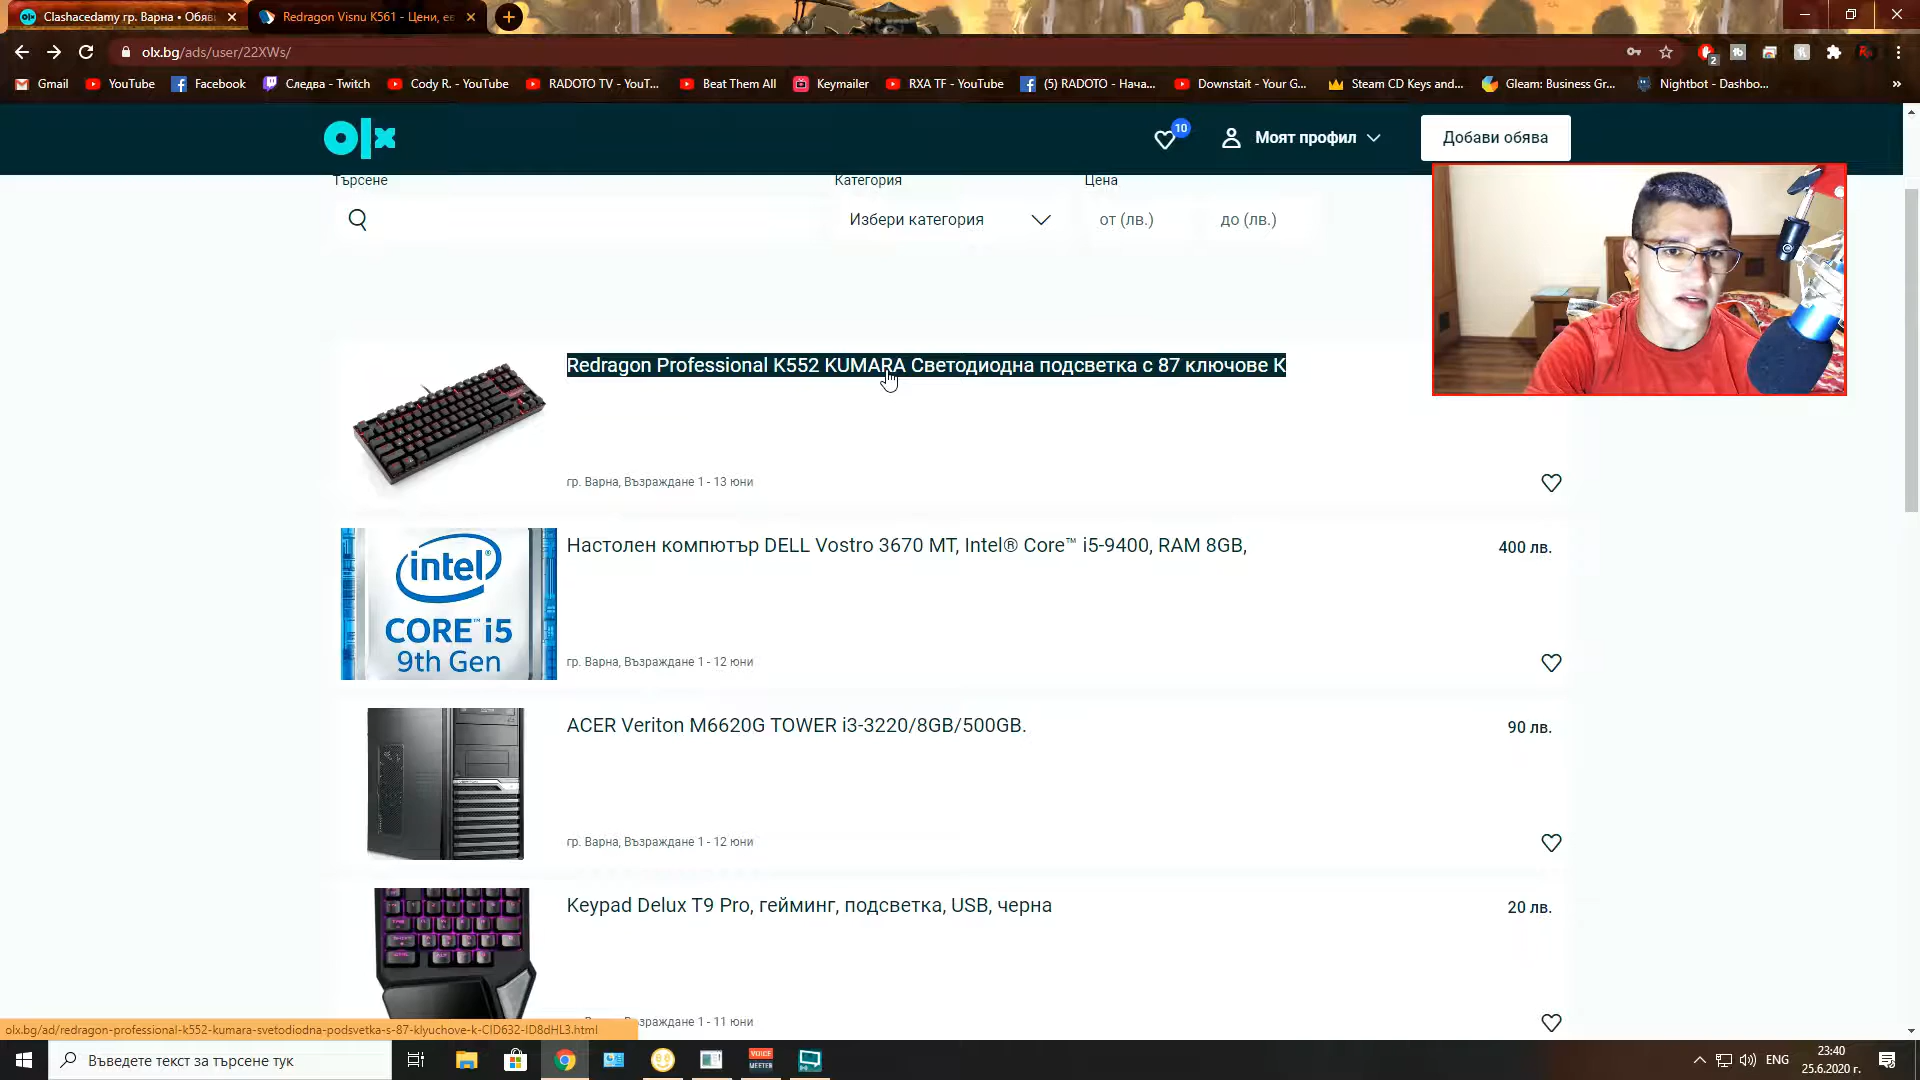 Clashacedamy гр. Варна • Обяв
Redragon Visnu K561 - Цени, ев
olx.bg/ads/user/22XWs/
2
Gmail
YouTube
Facebook
Следва - Twitch
Cody R. - YouTube
RADOTO TV - YouT...
Beat Them All
Keymailer
RXA TF - YouTube
(5) RADOTO - Нача...
Downstait - Your G...
Steam CD Keys and...
Gleam: Business Gr...
Nightbot - Dashbo...
olx
10
Моят профил
Добави обява
Търсене
Категория
Цена
Избери категория
от (лв.)
до (лв.)
Redragon Professional K552 KUMARA Светодиодна подсветка с 87 ключове K
гр. Варна, Възраждане 1 - 13 юни
intel
CORE i5
9th Gen
Настолен компютър DELL Vostro 3670 MT, Intel® Core™ i5-9400, RAM 8GB,
400 лв.
гр. Варна, Възраждане 1 - 12 юни
ACER Veriton M6620G TOWER i3-3220/8GB/500GB.
90 лв.
гр. Варна, Възраждане 1 - 12 юни
Keypad Delux T9 Pro, гейминг, подсветка, USB, черна
20 лв.
ъзраждане 1 - 11 юни
olx.bg/ad/redragon-professional-k552-kumara-svetodiodna-podsvetka-s-87-klyuchove-k-CID632-ID8dHL3.html
Въведете текст за търсене тук
VOICE
MEETER
ENG
23:40
25.6.2020 г.